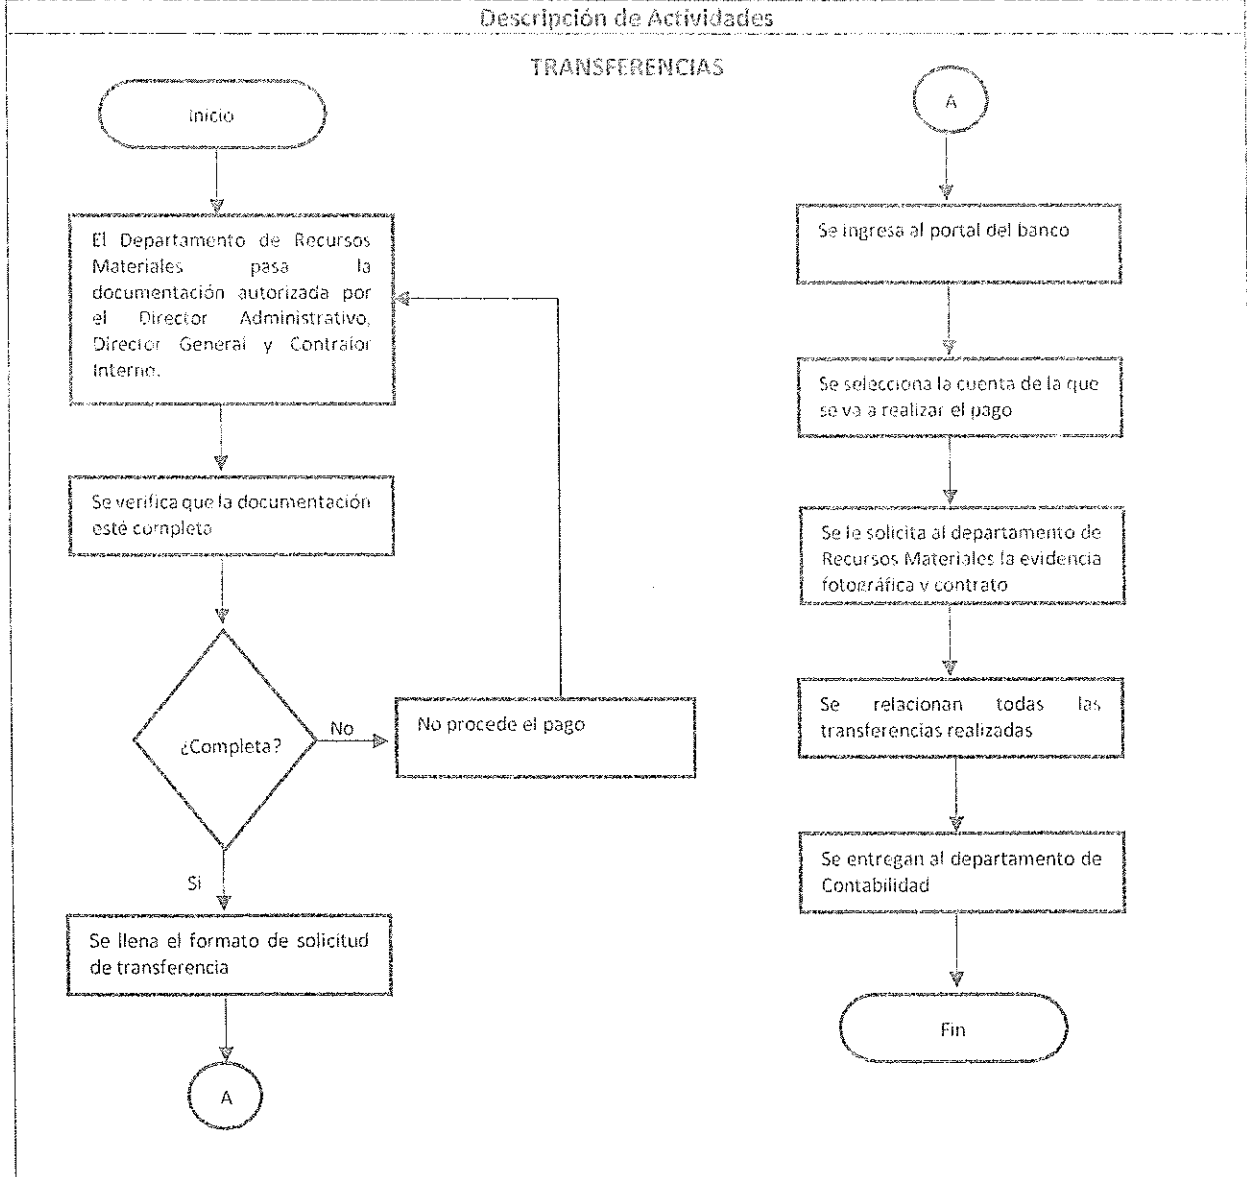 Descripción de Actividades
TRANSFERENCIAS
Inicio
El Departamento de Recursos
Materiales pasa la
documentación autorizada por
el Director Administrativo,
Director General y Contralor
Interno.
Se verifica que la documentación
esté completa
¿Completa?
No
No procede el pago
Si
Se llena el formato de solicitud
de transferencia
A
A
Se ingresa al portal del banco
Se selecciona la cuenta de la que
se va a realizar el pago
Se le solicita al departamento de
Recursos Materiales la evidencia
fotográfica y contrato
Se relacionan todas las
transferencias realizadas
Se entregan al departamento de
Contabilidad
Fin